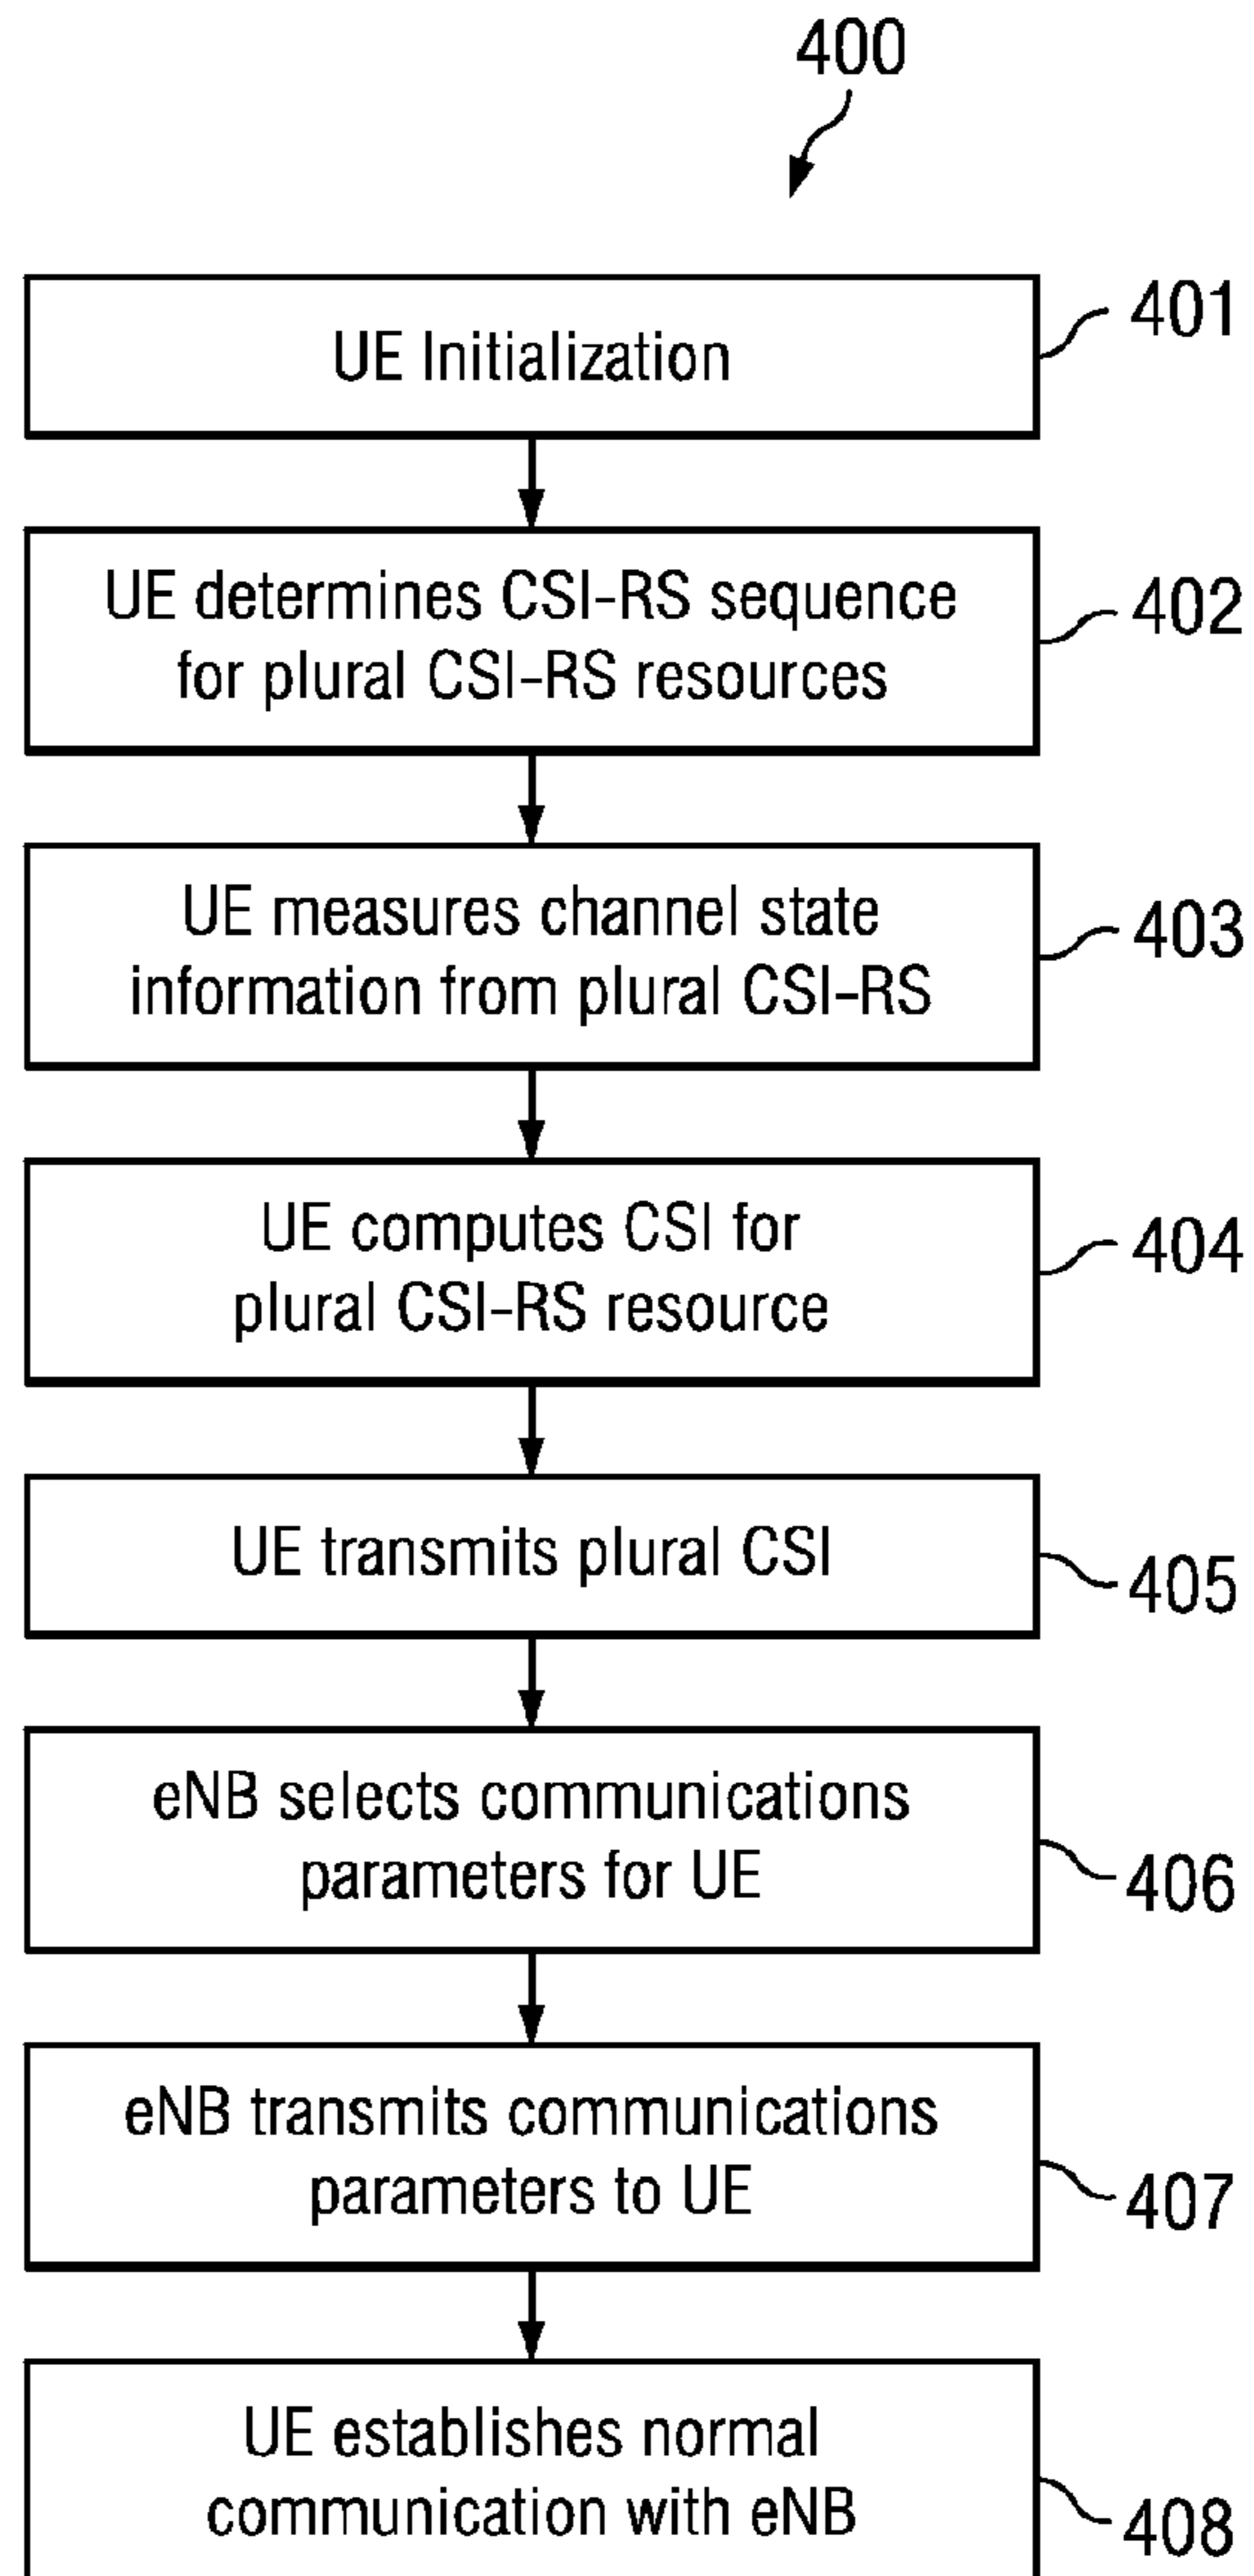 400
UE Initialization
401
UE determines CSI-RS sequence
for plural CSI-RS resources
402
UE measures channel state
information from plural CSI-RS
403
UE computes CSI for
plural CSI-RS resource
404
UE transmits plural CSI
405
eNB selects communications
parameters for UE
406
eNB transmits communications
parameters to UE
407
UE establishes normal
communication with eNB
408